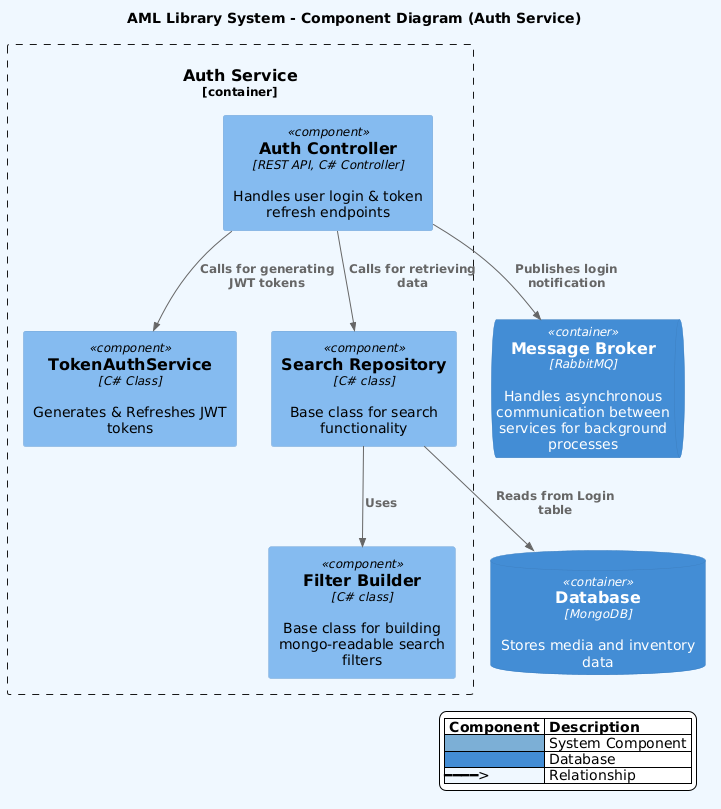 AML Library System - Component Diagram (Auth Service)
Auth Service
[container]
«component»
Auth Controller
[REST API, C# Controller]
Handles user login & token
refresh endpoints
Calls for generating
JWT tokens
Calls for retrieving
data
Publishes login
notification
«component»
TokenAuthService
[C# Class]
Generates & Refreshes JWT
tokens
«component»
Search Repository
[C# class]
Base class for search
functionality
«container»
Message Broker
[RabbitMQ]
Handles asynchronous
communication between
services for background
processes
Uses
Reads from Login
table
«component»
Filter Builder
[C# class]
Base class for building
mongo-readable search
filters
«container»
Database
[MongoDB]
Stores media and inventory
data
Component Description
System Component
Database
━━━━> Relationship